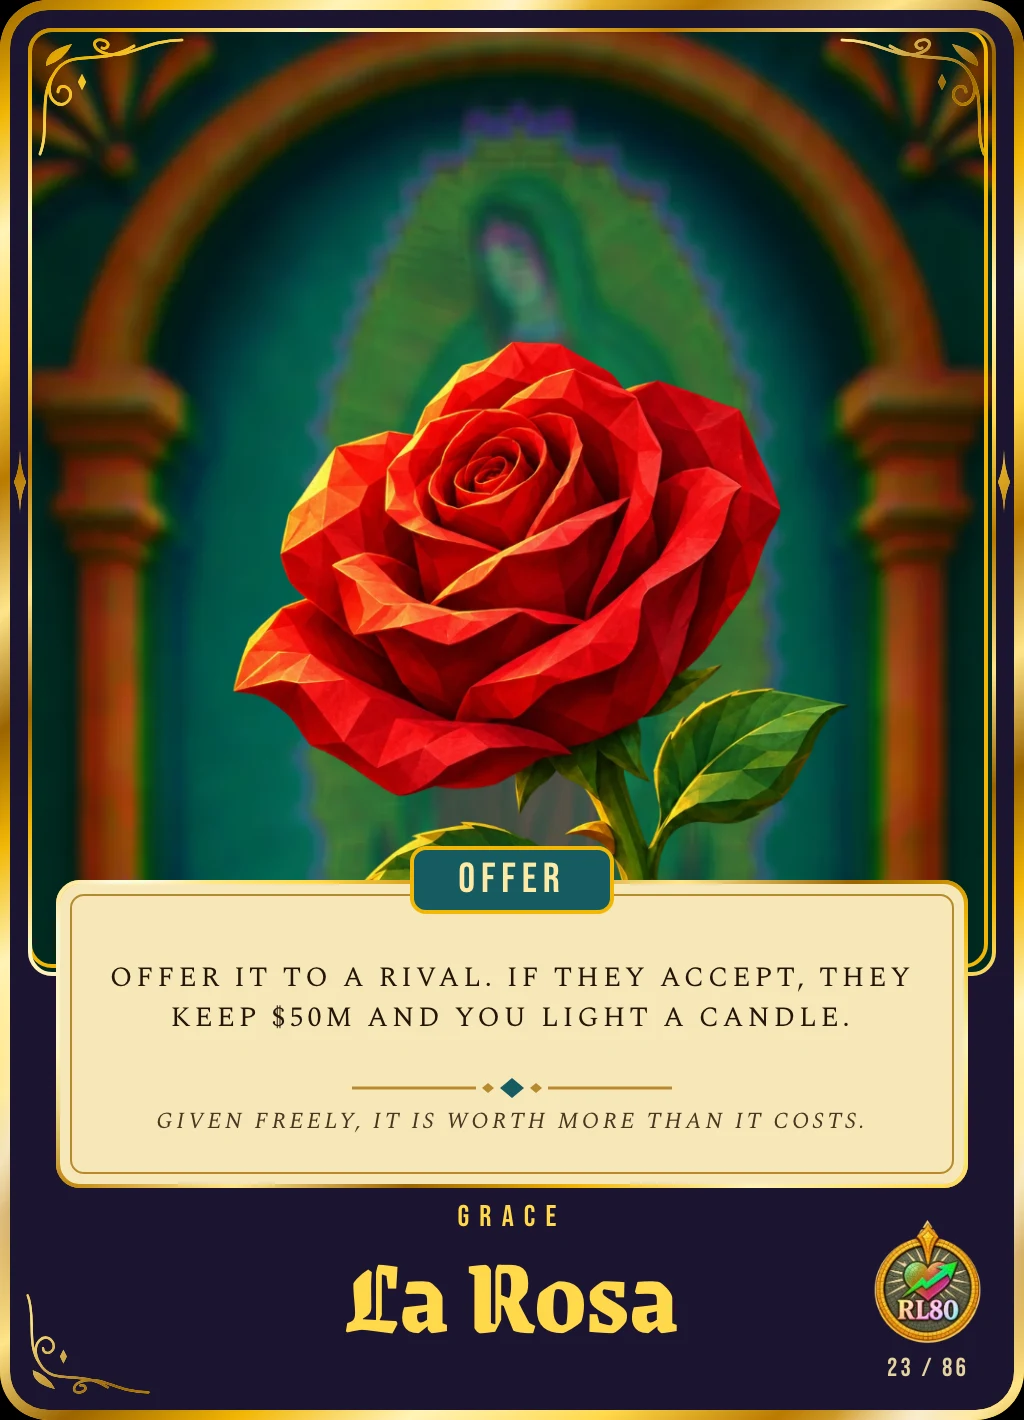 OFFER
OFFER IT TO A RIVAL. IF THEY ACCEPT, THEY
KEEP $50M AND YOU LIGHT A CANDLE.
GIVEN FREELY, IT IS WORTH MORE THAN IT COSTS.
GRACE
La Rosa
RL80
23 / 86